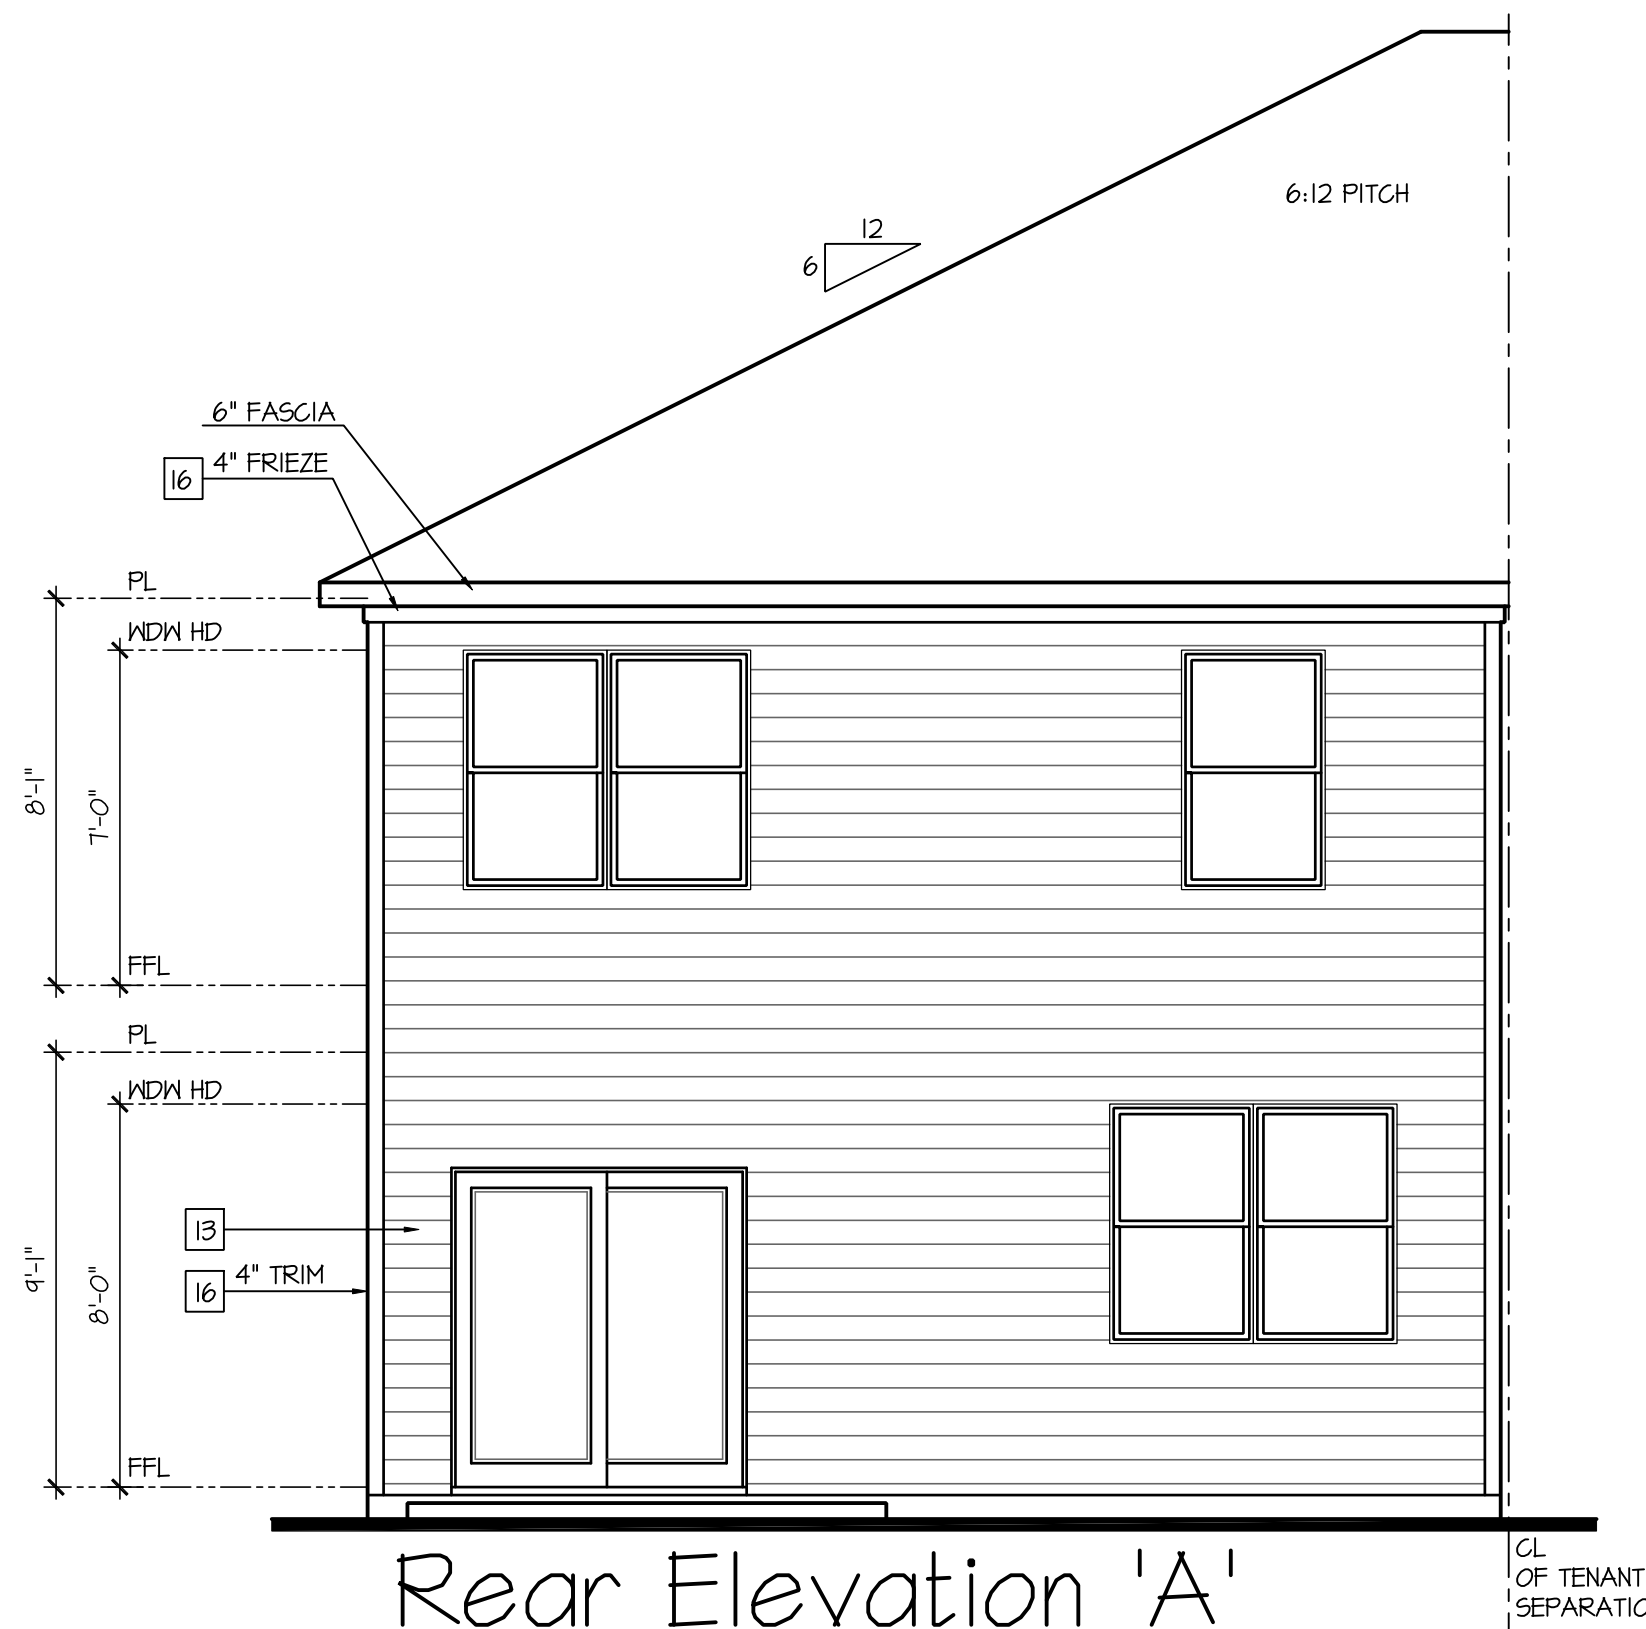 6:12 PITCH
12
6
6" FASCIA
16 4" FRIEZE
PL
WDW HD
8'-1"
7'-0"
FFL
PL
WDW HD
13
9'-1"
8'-0"
16 4" TRIM
FFL
Rear Elevation 'A'
CL
OF TENANT
SEPARATIO